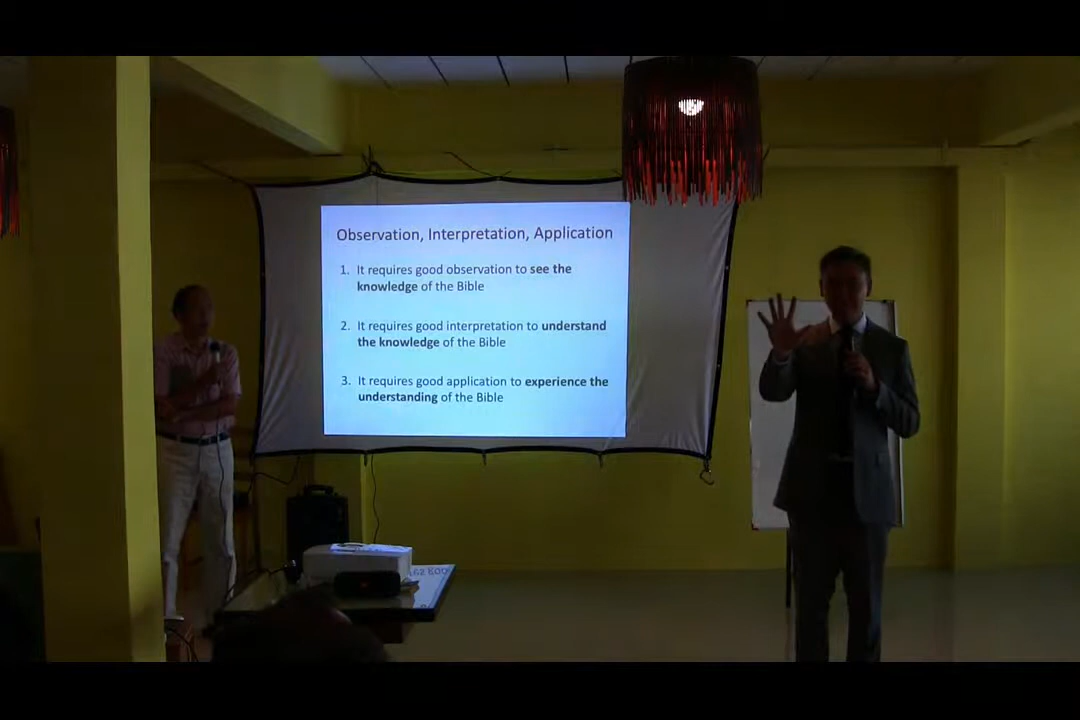 Observation, Interpretation, Application
1. It requires good observation to see the
knowledge of the Bible
2. It requires good interpretation to understand
the knowledge of the Bible
3. It requires good application to experience the
understanding of the Bible